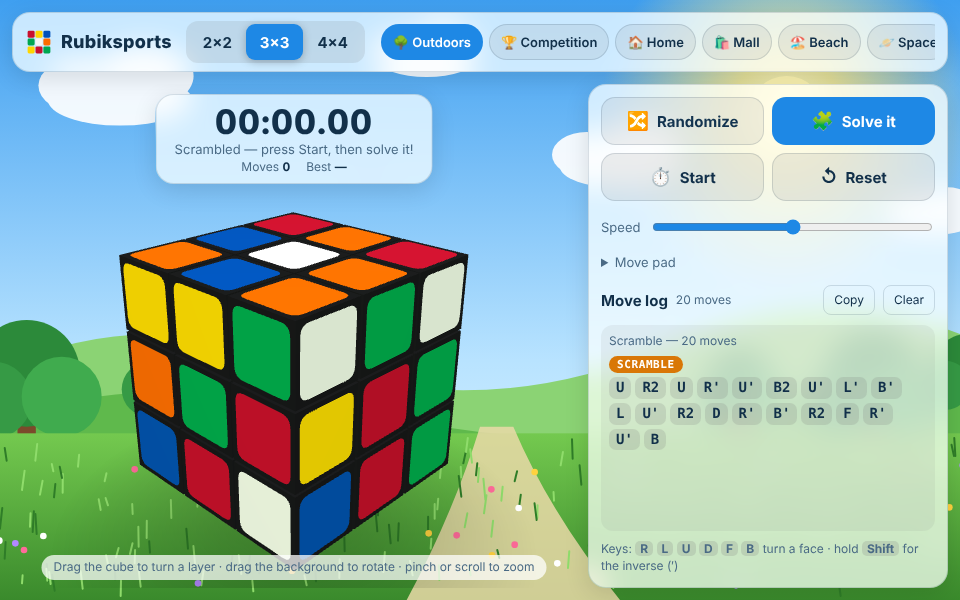 Rubiksports
2×2
3×3
4×4
🌳 Outdoors
🏆 Competition
🏠 Home
🛍️ Mall
🏖️ Beach
🪐 Space
00:00.00
Scrambled — press Start, then solve it!
Moves 0 Best —
🔀 Randomize
🧩 Solve it
⏱️ Start
↺ Reset
Speed
▶ Move pad
Move log 20 moves
Copy
Clear
Scramble — 20 moves
SCRAMBLE
U R2 U R' U' B2 U' L' B'
L U' R2 D R' B' R2 F R'
U' B
Keys: R L U D F B turn a face · hold Shift for
the inverse (′)
Drag the cube to turn a layer · drag the background to rotate · pinch or scroll to zoom